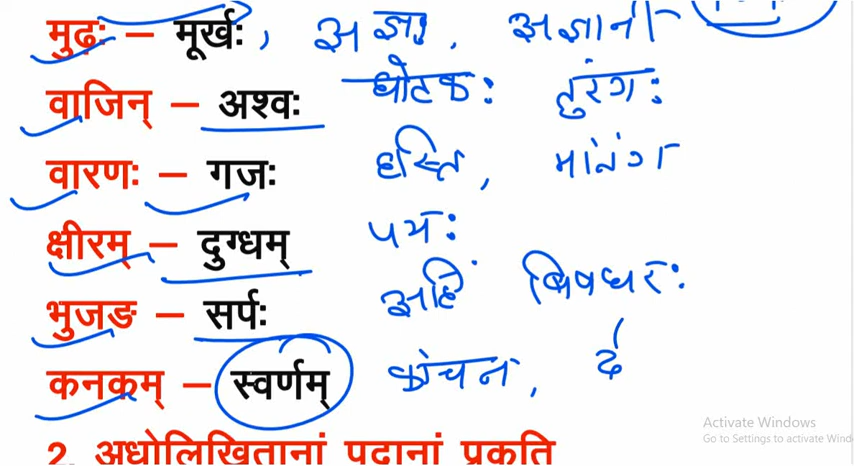 मुढः – मूर्खः, अज्ञः, अज्ञानी
वाजिन् – अश्वः घोटकः तुरंगः
वारणः – गजः हस्ति, मातंग
क्षीरम् – दुग्धम् पयः
भुजङ – सर्पः अहिं बिषधरः
कनकम् – स्वर्णम् कांचन,
2. अधोलिखितानां पदानां प्रकृति
Activate Windows
Go to Settings to activate Wind